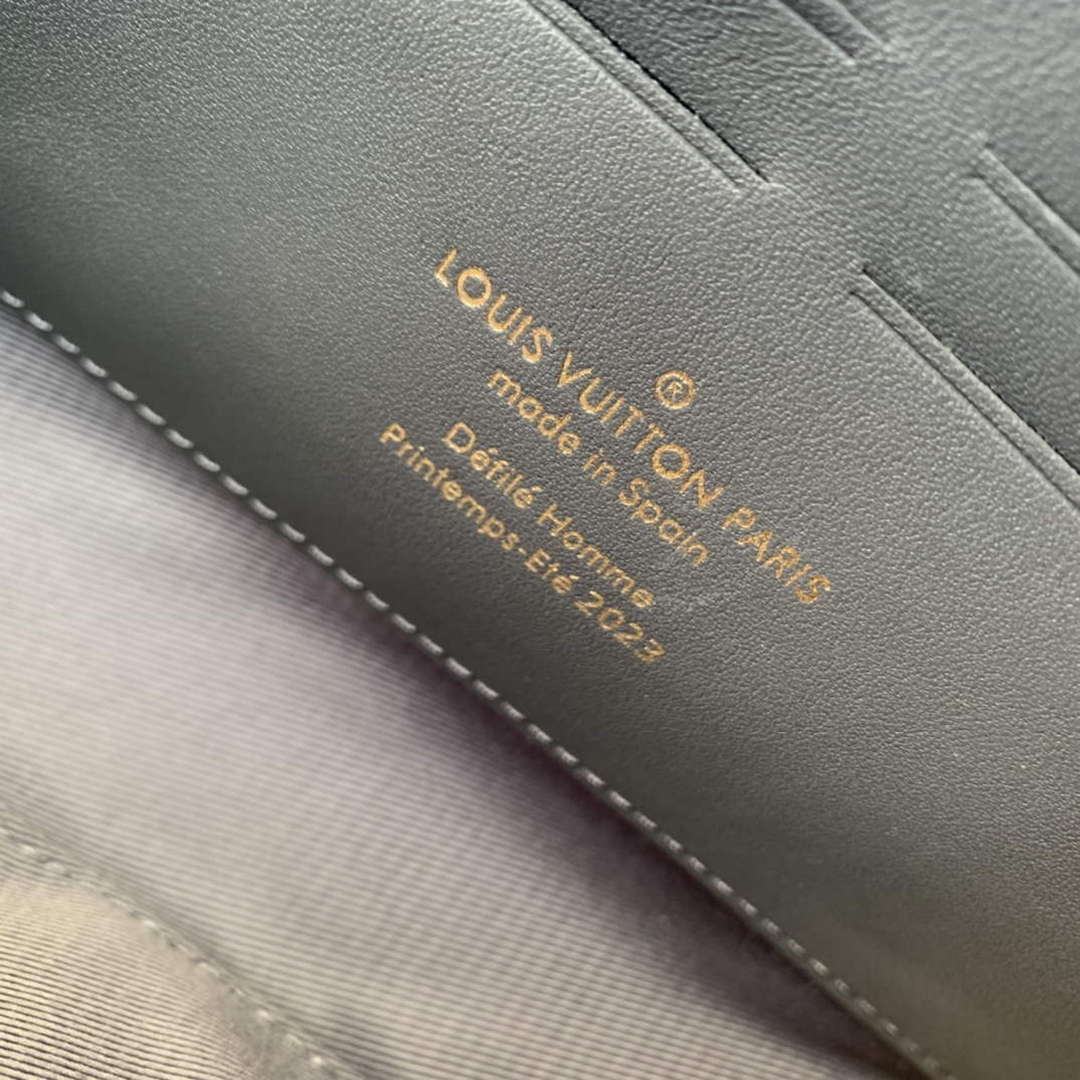 ®
LOUIS VUITTON PARIS
made in Spain
Défilé Homme
Printemps-Eté 2023